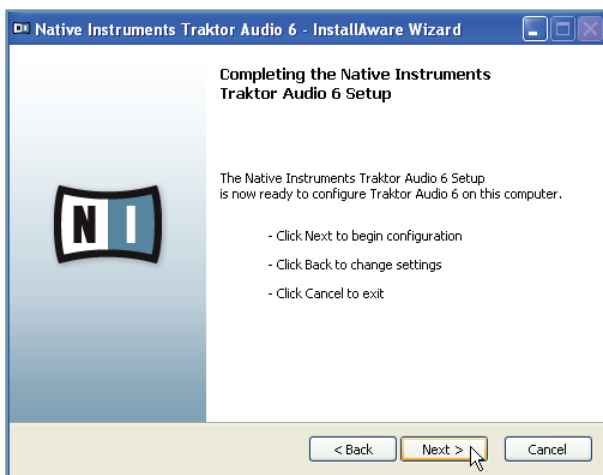 Native Instruments Traktor Audio 6 - InstallAware Wizard
Completing the Native Instruments
Traktor Audio 6 Setup
The Native Instruments Traktor Audio 6 Setup
is now ready to configure Traktor Audio 6 on this computer.
- Click Next to begin configuration
- Click Back to change settings
- Click Cancel to exit
N I
< Back Next > Cancel